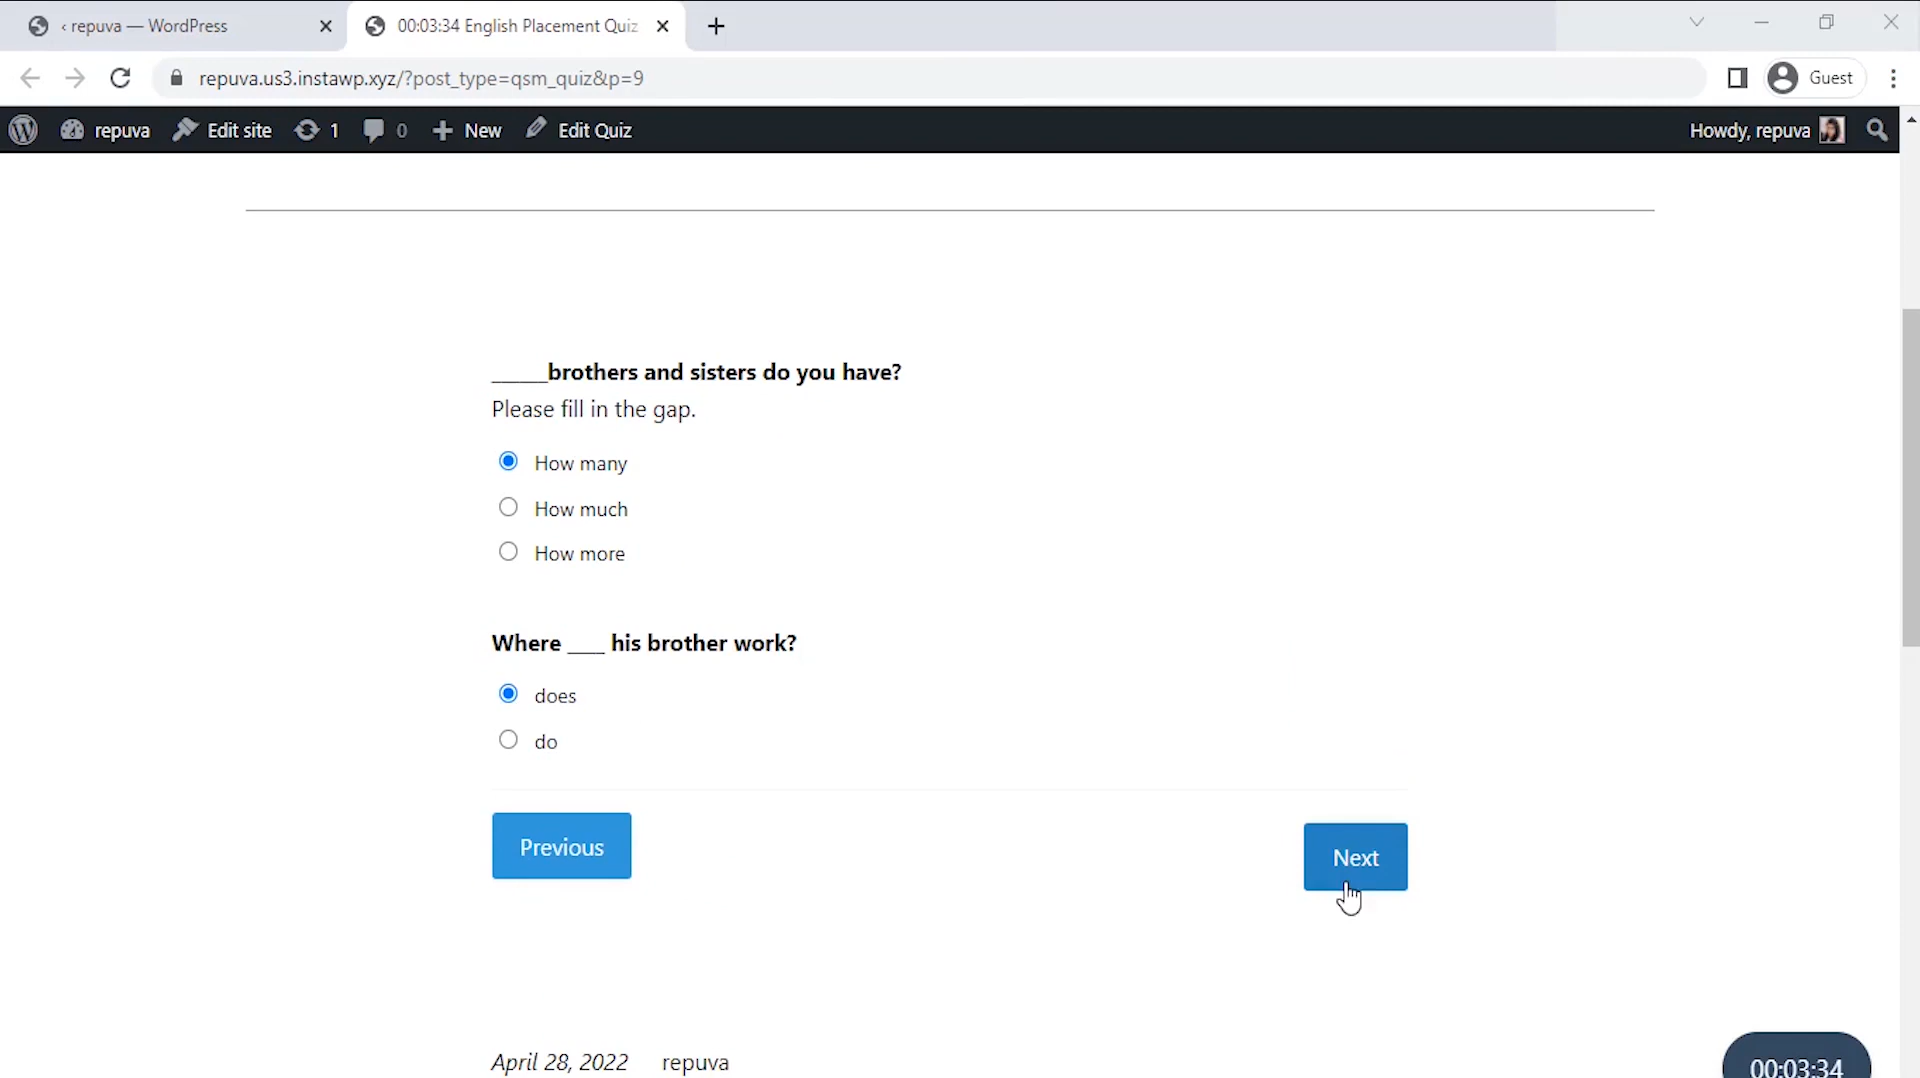 ‹ repuva — WordPress
00:03:34 English Placement Quiz
repuva.us3.instawp.xyz/?post_type=qsm_quiz&p=9
Guest
repuva Edit site 1 0 New Edit Quiz
Howdy, repuva
_____brothers and sisters do you have?
Please fill in the gap.
How many
How much
How more
Where ____ his brother work?
does
do
Previous
Next
April 28, 2022 repuva
00:03:34